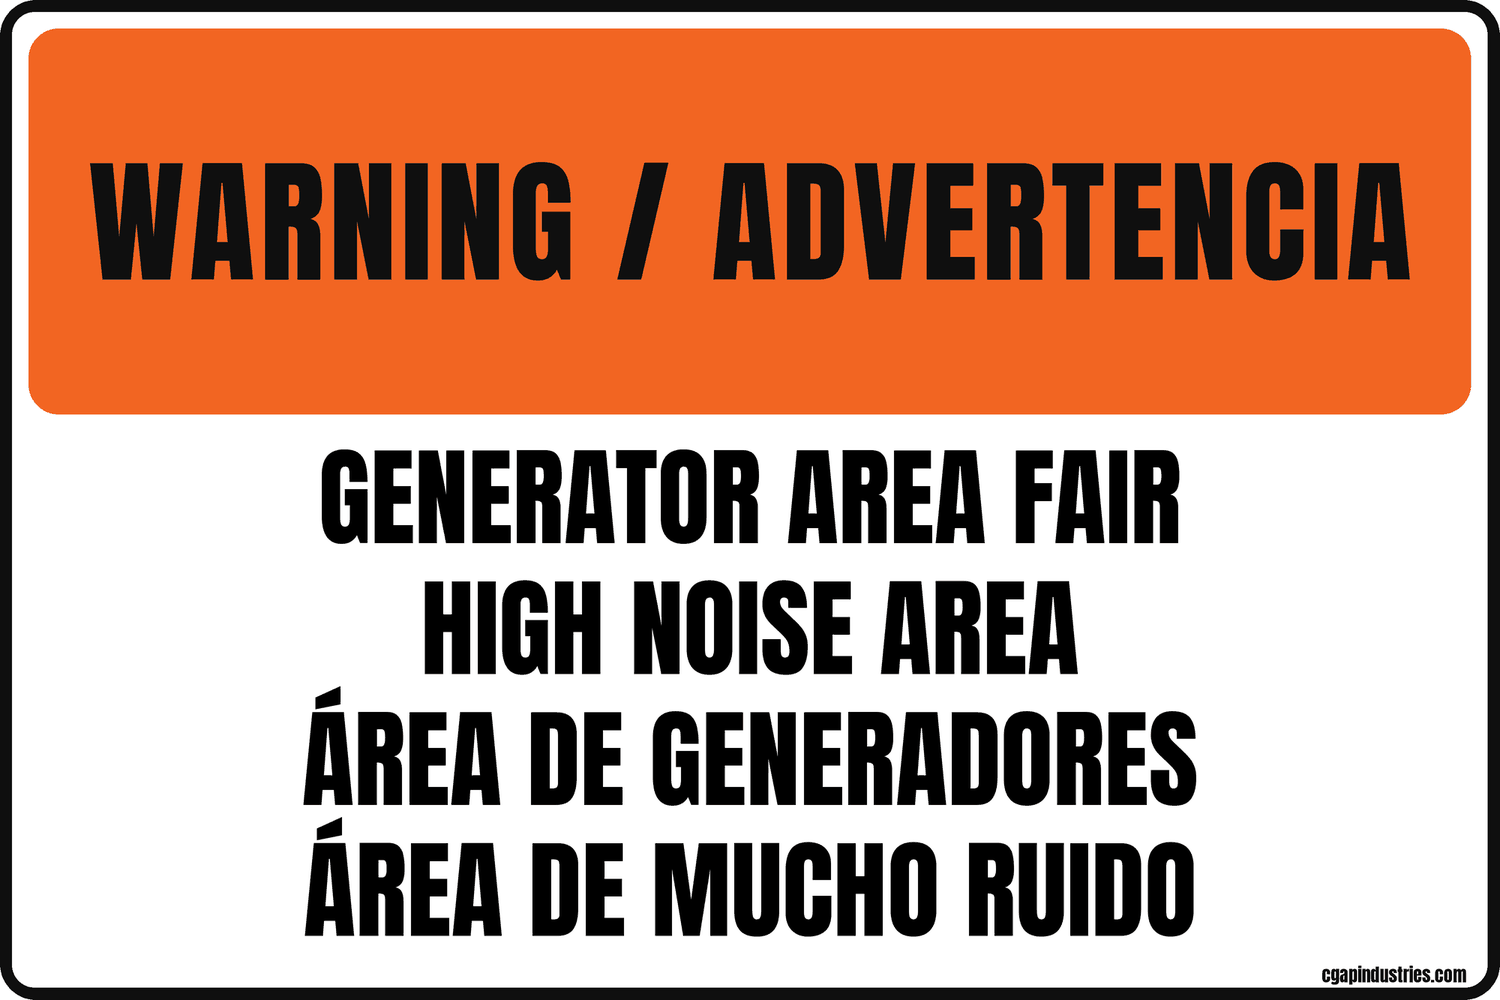 WARNING / ADVERTENCIA
GENERATOR AREA FAIR
HIGH NOISE AREA
ÁREA DE GENERADORES
ÁREA DE MUCHO RUIDO
cgapindustries.com